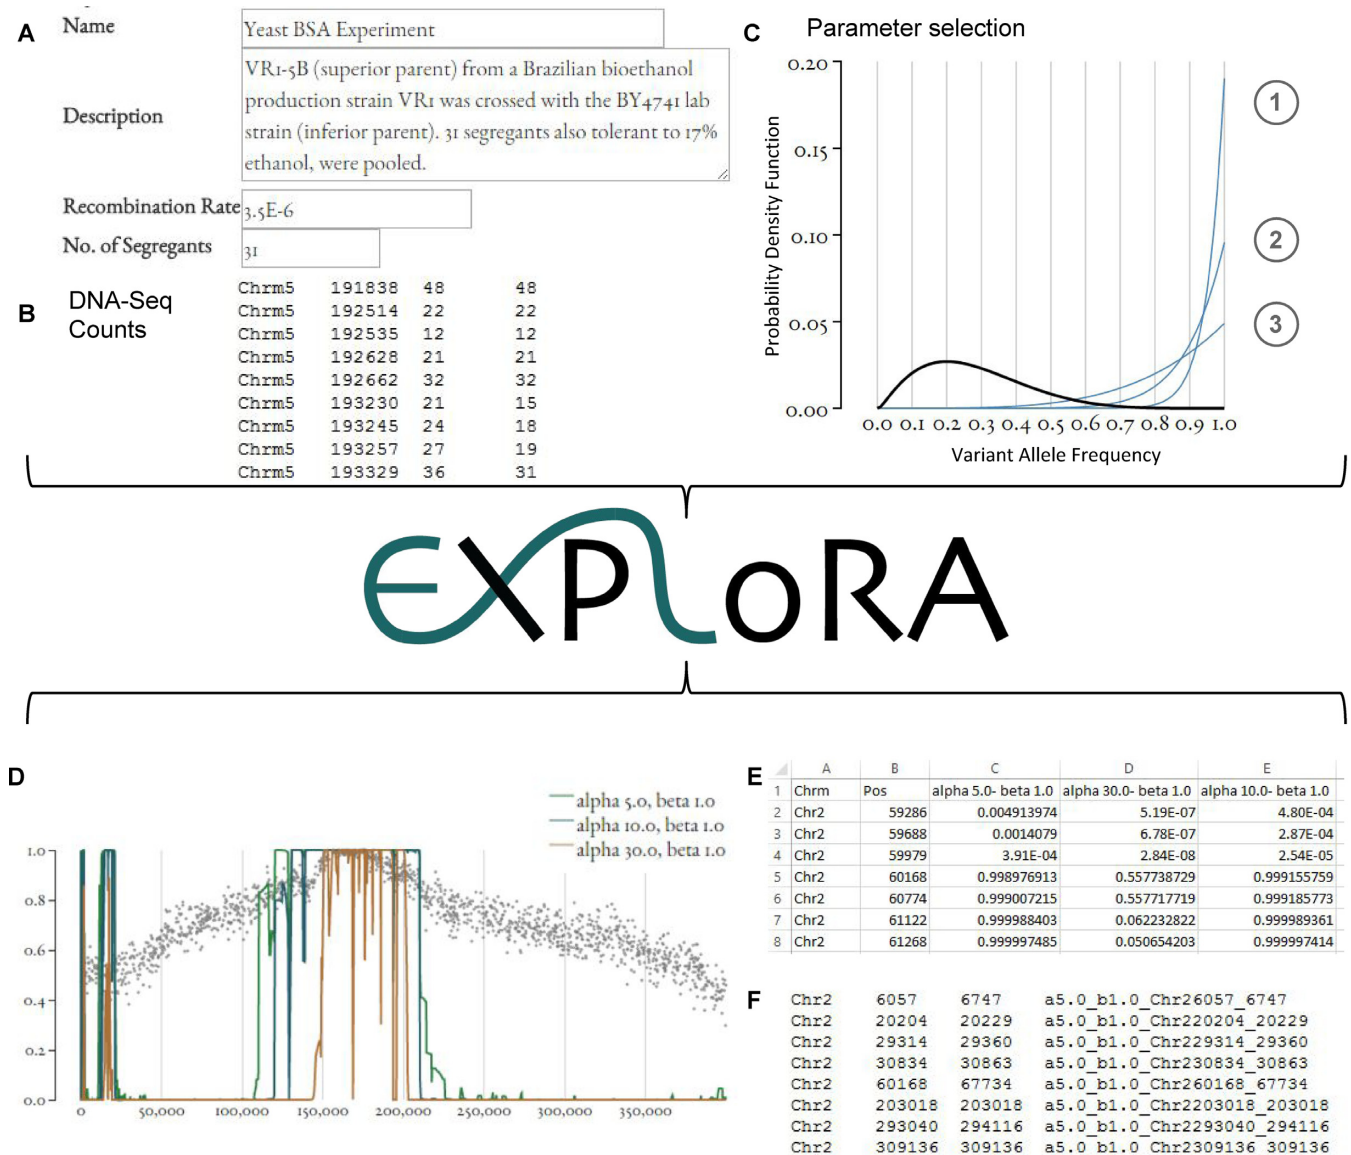 A
Name
Yeast BSA Experiment
Description
VR1-5B (superior parent) from a Brazilian bioethanol
production strain VR1 was crossed with the BY4741 lab
strain (inferior parent). 31 segregants also tolerant to 17%
ethanol, were pooled.
Recombination Rate 3.5E-6
No. of Segregants 31
B
DNA-Seq
Counts
Chrm5 191838 48 48
Chrm5 192514 22 22
Chrm5 192535 12 12
Chrm5 192628 21 21
Chrm5 192662 32 32
Chrm5 193230 21 15
Chrm5 193245 24 18
Chrm5 193257 27 19
Chrm5 193329 36 31
C
Parameter selection
Probability Density Function
0.20
0.15
0.10
0.05
0.00
0.0 0.1 0.2 0.3 0.4 0.5 0.6 0.7 0.8 0.9 1.0
Variant Allele Frequency
1
2
3
EXPLoRA
D
alpha 5.0, beta 1.0
alpha 10.0, beta 1.0
alpha 30.0, beta 1.0
1.0
0.8
0.6
0.4
0.2
0.0
0 50,000 100,000 150,000 200,000 250,000 300,000 350,000
E
A B C D E
1 Chrm Pos alpha 5.0- beta 1.0 alpha 30.0- beta 1.0 alpha 10.0- beta 1.0
2 Chr2 59286 0.004913974 5.19E-07 4.80E-04
3 Chr2 59688 0.0014079 6.78E-07 2.87E-04
4 Chr2 59979 3.91E-04 2.84E-08 2.54E-05
5 Chr2 60168 0.998976913 0.557738729 0.999155759
6 Chr2 60774 0.999007215 0.557717719 0.999185773
7 Chr2 61122 0.999988403 0.062232822 0.999989361
8 Chr2 61268 0.999997485 0.050654203 0.999997414
F
Chr2 6057 6747 a5.0_b1.0_Chr26057_6747
Chr2 20204 20229 a5.0_b1.0_Chr220204_20229
Chr2 29314 29360 a5.0_b1.0_Chr229314_29360
Chr2 30834 30863 a5.0_b1.0_Chr230834_30863
Chr2 60168 67734 a5.0_b1.0_Chr260168_67734
Chr2 203018 203018 a5.0_b1.0_Chr2203018_203018
Chr2 293040 294116 a5.0_b1.0_Chr2293040_294116
Chr2 309136 309136 a5.0_b1.0_Chr2309136_309136